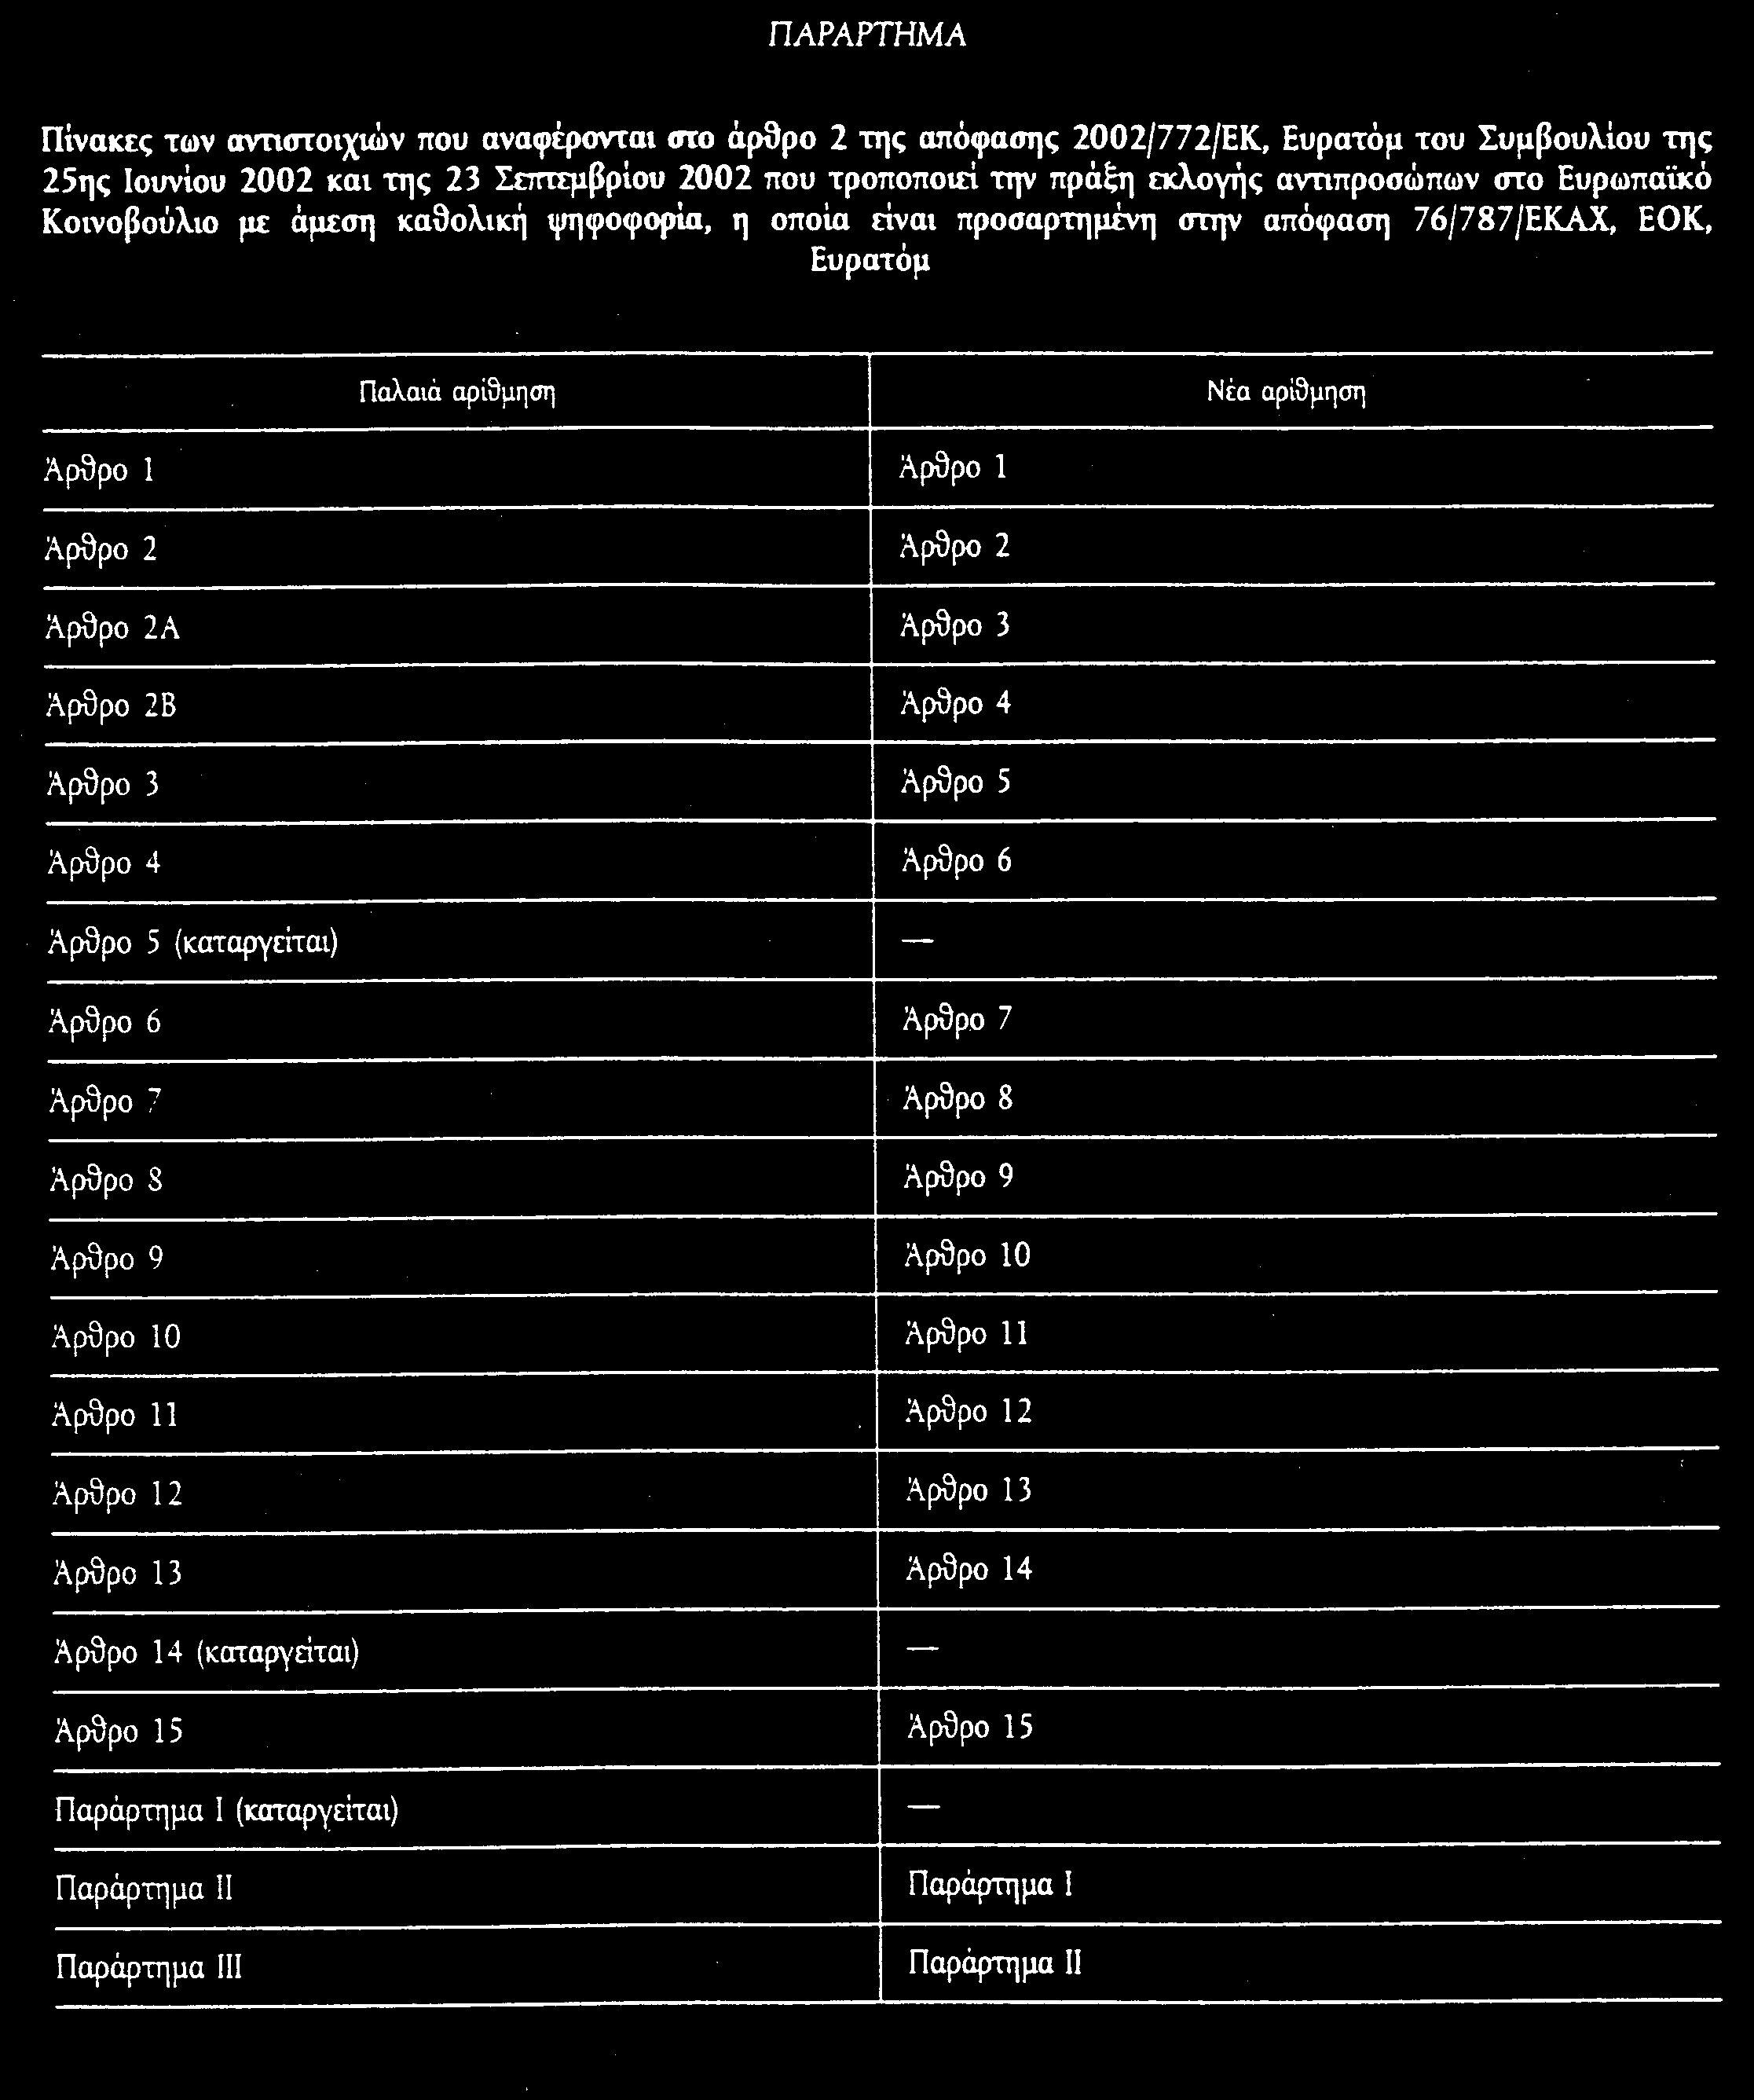 ΠΑΡΑΡΤΗΜΑ
Πίνακες των αντιστοιχιών που αναφέρονται στο άρθρο 2 της απόφασης 2002/772/ΕΚ, Ευρατόμ του Συμβουλίου της
25ης Ιουνίου 2002 και της 23 Σεπτεμβρίου 2002 που τροποποιεί την πράξη εκλογής αντιπροσώπων στο Ευρωπαϊκό
Κοινοβούλιο με άμεση καθολική ψηφοφορία, η οποία είναι προσαρτημένη στην απόφαση 76/787/ΕΚΑΧ, ΕΟΚ,
Ευρατόμ
Παλαιά αρίθμηση Νέα αρίθμηση
Άρθρο 1 Άρθρο 1
Άρθρο 2 Άρθρο 2
Άρθρο 2Α Άρθρο 3
Άρθρο 2Β Άρθρο 4
Άρθρο 3 Άρθρο 5
Άρθρο 4 Άρθρο 6
Άρθρο 5 (καταργείται) —
Άρθρο 6 Άρθρο 7
Άρθρο 7 Άρθρο 8
Άρθρο 8 Άρθρο 9
Άρθρο 9 Άρθρο 10
Άρθρο 10 Άρθρο 11
Άρθρο 11 Άρθρο 12
Άρθρο 12 Άρθρο 13
Άρθρο 13 Άρθρο 14
Άρθρο 14 (καταργείται) —
Άρθρο 15 Άρθρο 15
Παράρτημα Ι (καταργείται) —
Παράρτημα ΙΙ Παράρτημα Ι
Παράρτημα ΙΙΙ Παράρτημα ΙΙ